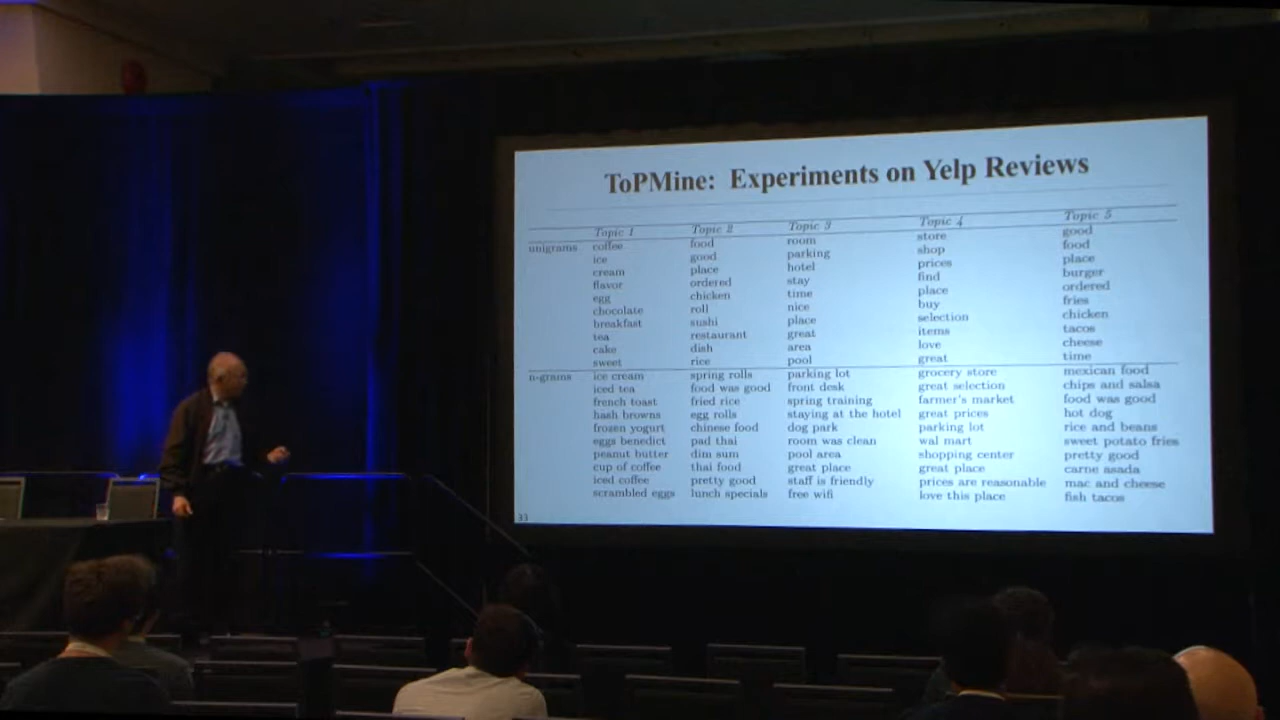 ToPMine: Experiments on Yelp Reviews
Topic 1 Topic 2 Topic 3 Topic 4 Topic 5
unigrams coffee food room store good
ice good parking shop food
cream place hotel prices place
flavor ordered stay find burger
egg chicken time place ordered
chocolate roll nice buy fries
breakfast sushi place selection chicken
tea restaurant great items tacos
cake dish area love cheese
sweet rice pool great time
n-grams ice cream spring rolls parking lot grocery store mexican food
iced tea food was good front desk great selection chips and salsa
french toast fried rice spring training farmer's market food was good
hash browns egg rolls staying at the hotel great prices hot dog
frozen yogurt chinese food dog park parking lot rice and beans
eggs benedict pad thai room was clean wal mart sweet potato fries
peanut butter dim sum pool area shopping center pretty good
cup of coffee thai food great place great place carne asada
iced coffee pretty good staff is friendly prices are reasonable mac and cheese
scrambled eggs lunch specials free wifi love this place fish tacos
33